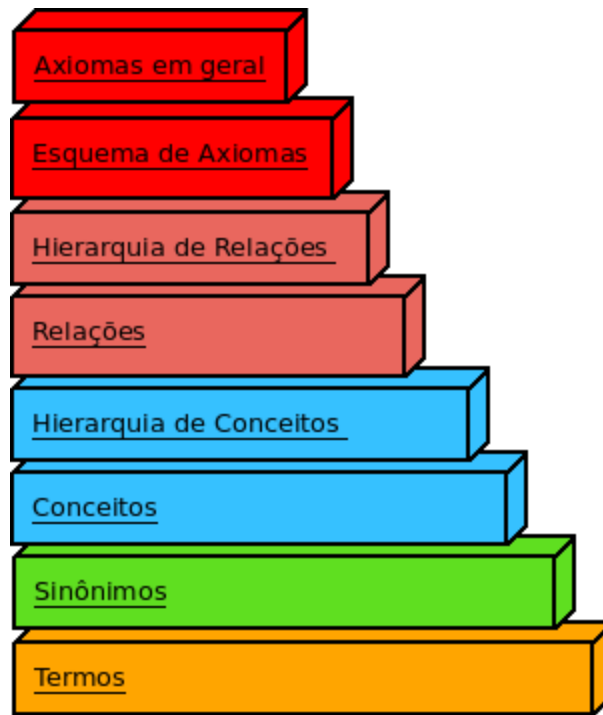 Axiomas em geral
Esquema de Axiomas
Hierarquia de Relações
Relações
Hierarquia de Conceitos
Conceitos
Sinônimos
Termos